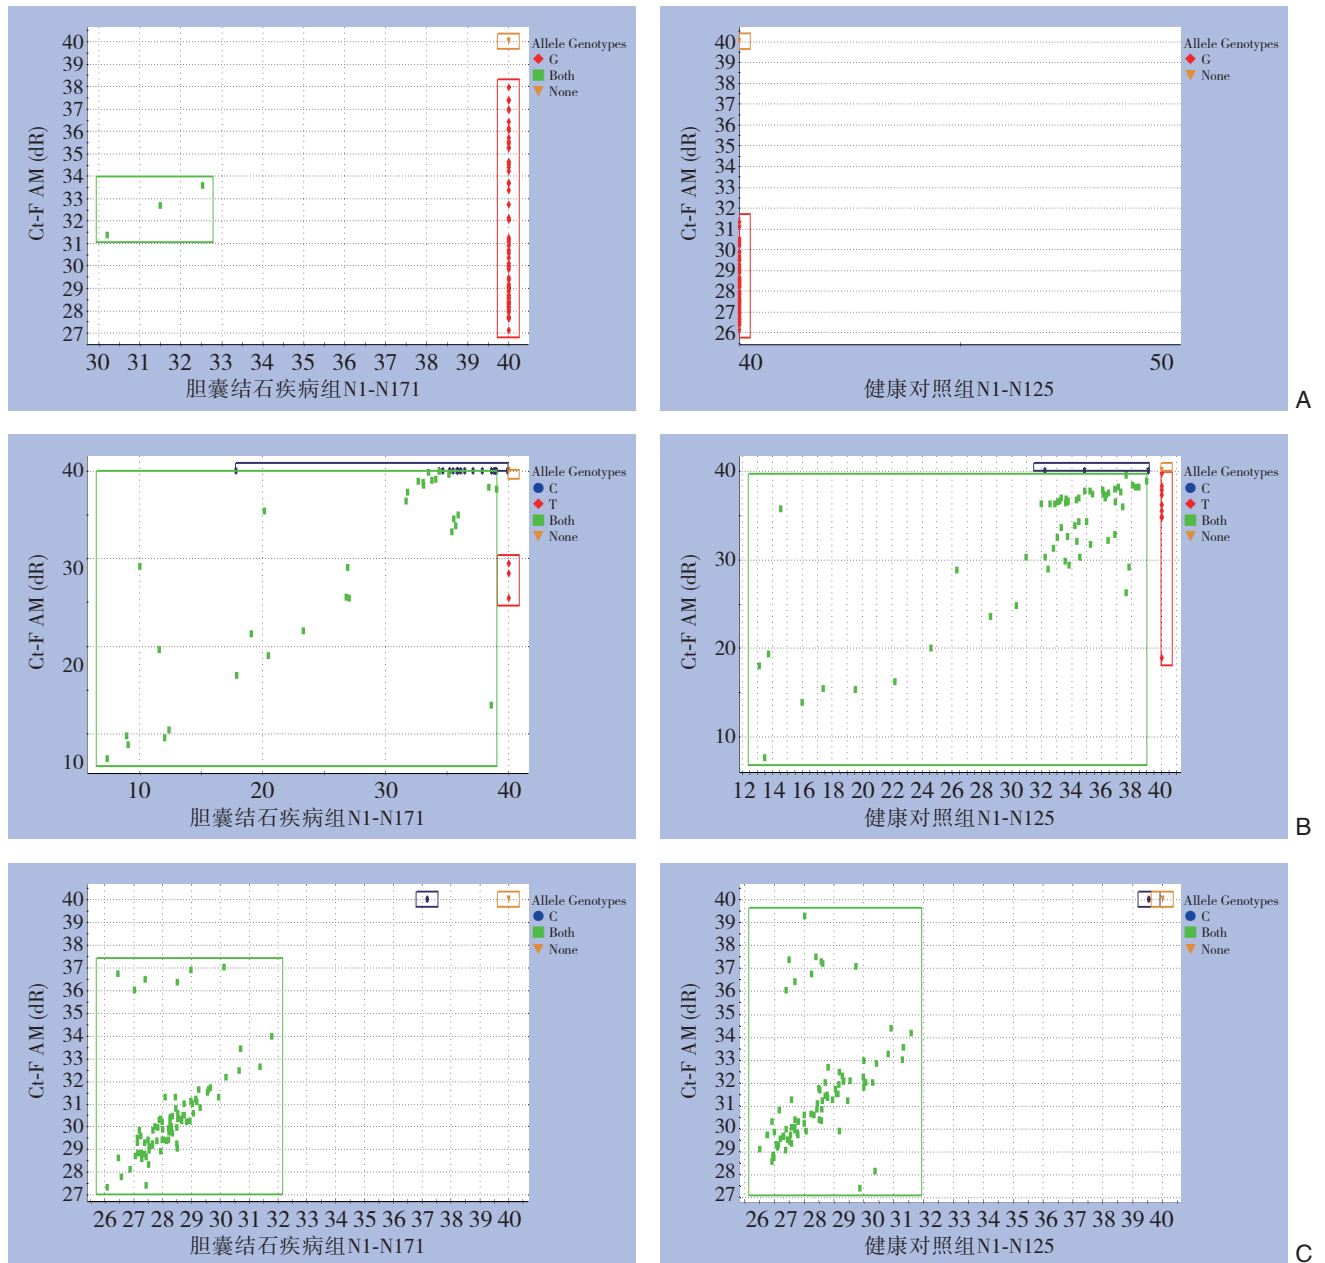 40
39
38
37
36
35
34
33
32
31
30
29
28
27
Ct-F AM (dR)
30 31 32 33 34 35 36 37 38 39 40
胆囊结石疾病组N1-N171
Allele Genotypes
G
Both
None
40
39
38
37
36
35
34
33
32
31
30
29
28
27
26
Ct-F AM (dR)
40 50
健康对照组N1-N125
Allele Genotypes
G
None
A
40
30
20
10
Ct-F AM (dR)
10 20 30 40
胆囊结石疾病组N1-N171
Allele Genotypes
C
T
Both
None
40
30
20
10
Ct-F AM (dR)
12 14 16 18 20 22 24 26 28 30 32 34 36 38 40
健康对照组N1-N125
Allele Genotypes
C
T
Both
None
B
40
39
38
37
36
35
34
33
32
31
30
29
28
27
Ct-F AM (dR)
26 27 28 29 30 31 32 33 34 35 36 37 38 39 40
胆囊结石疾病组N1-N171
Allele Genotypes
C
Both
None
40
39
38
37
36
35
34
33
32
31
30
29
28
27
Ct-F AM (dR)
26 27 28 29 30 31 32 33 34 35 36 37 38 39 40
健康对照组N1-N125
Allele Genotypes
C
Both
None
C